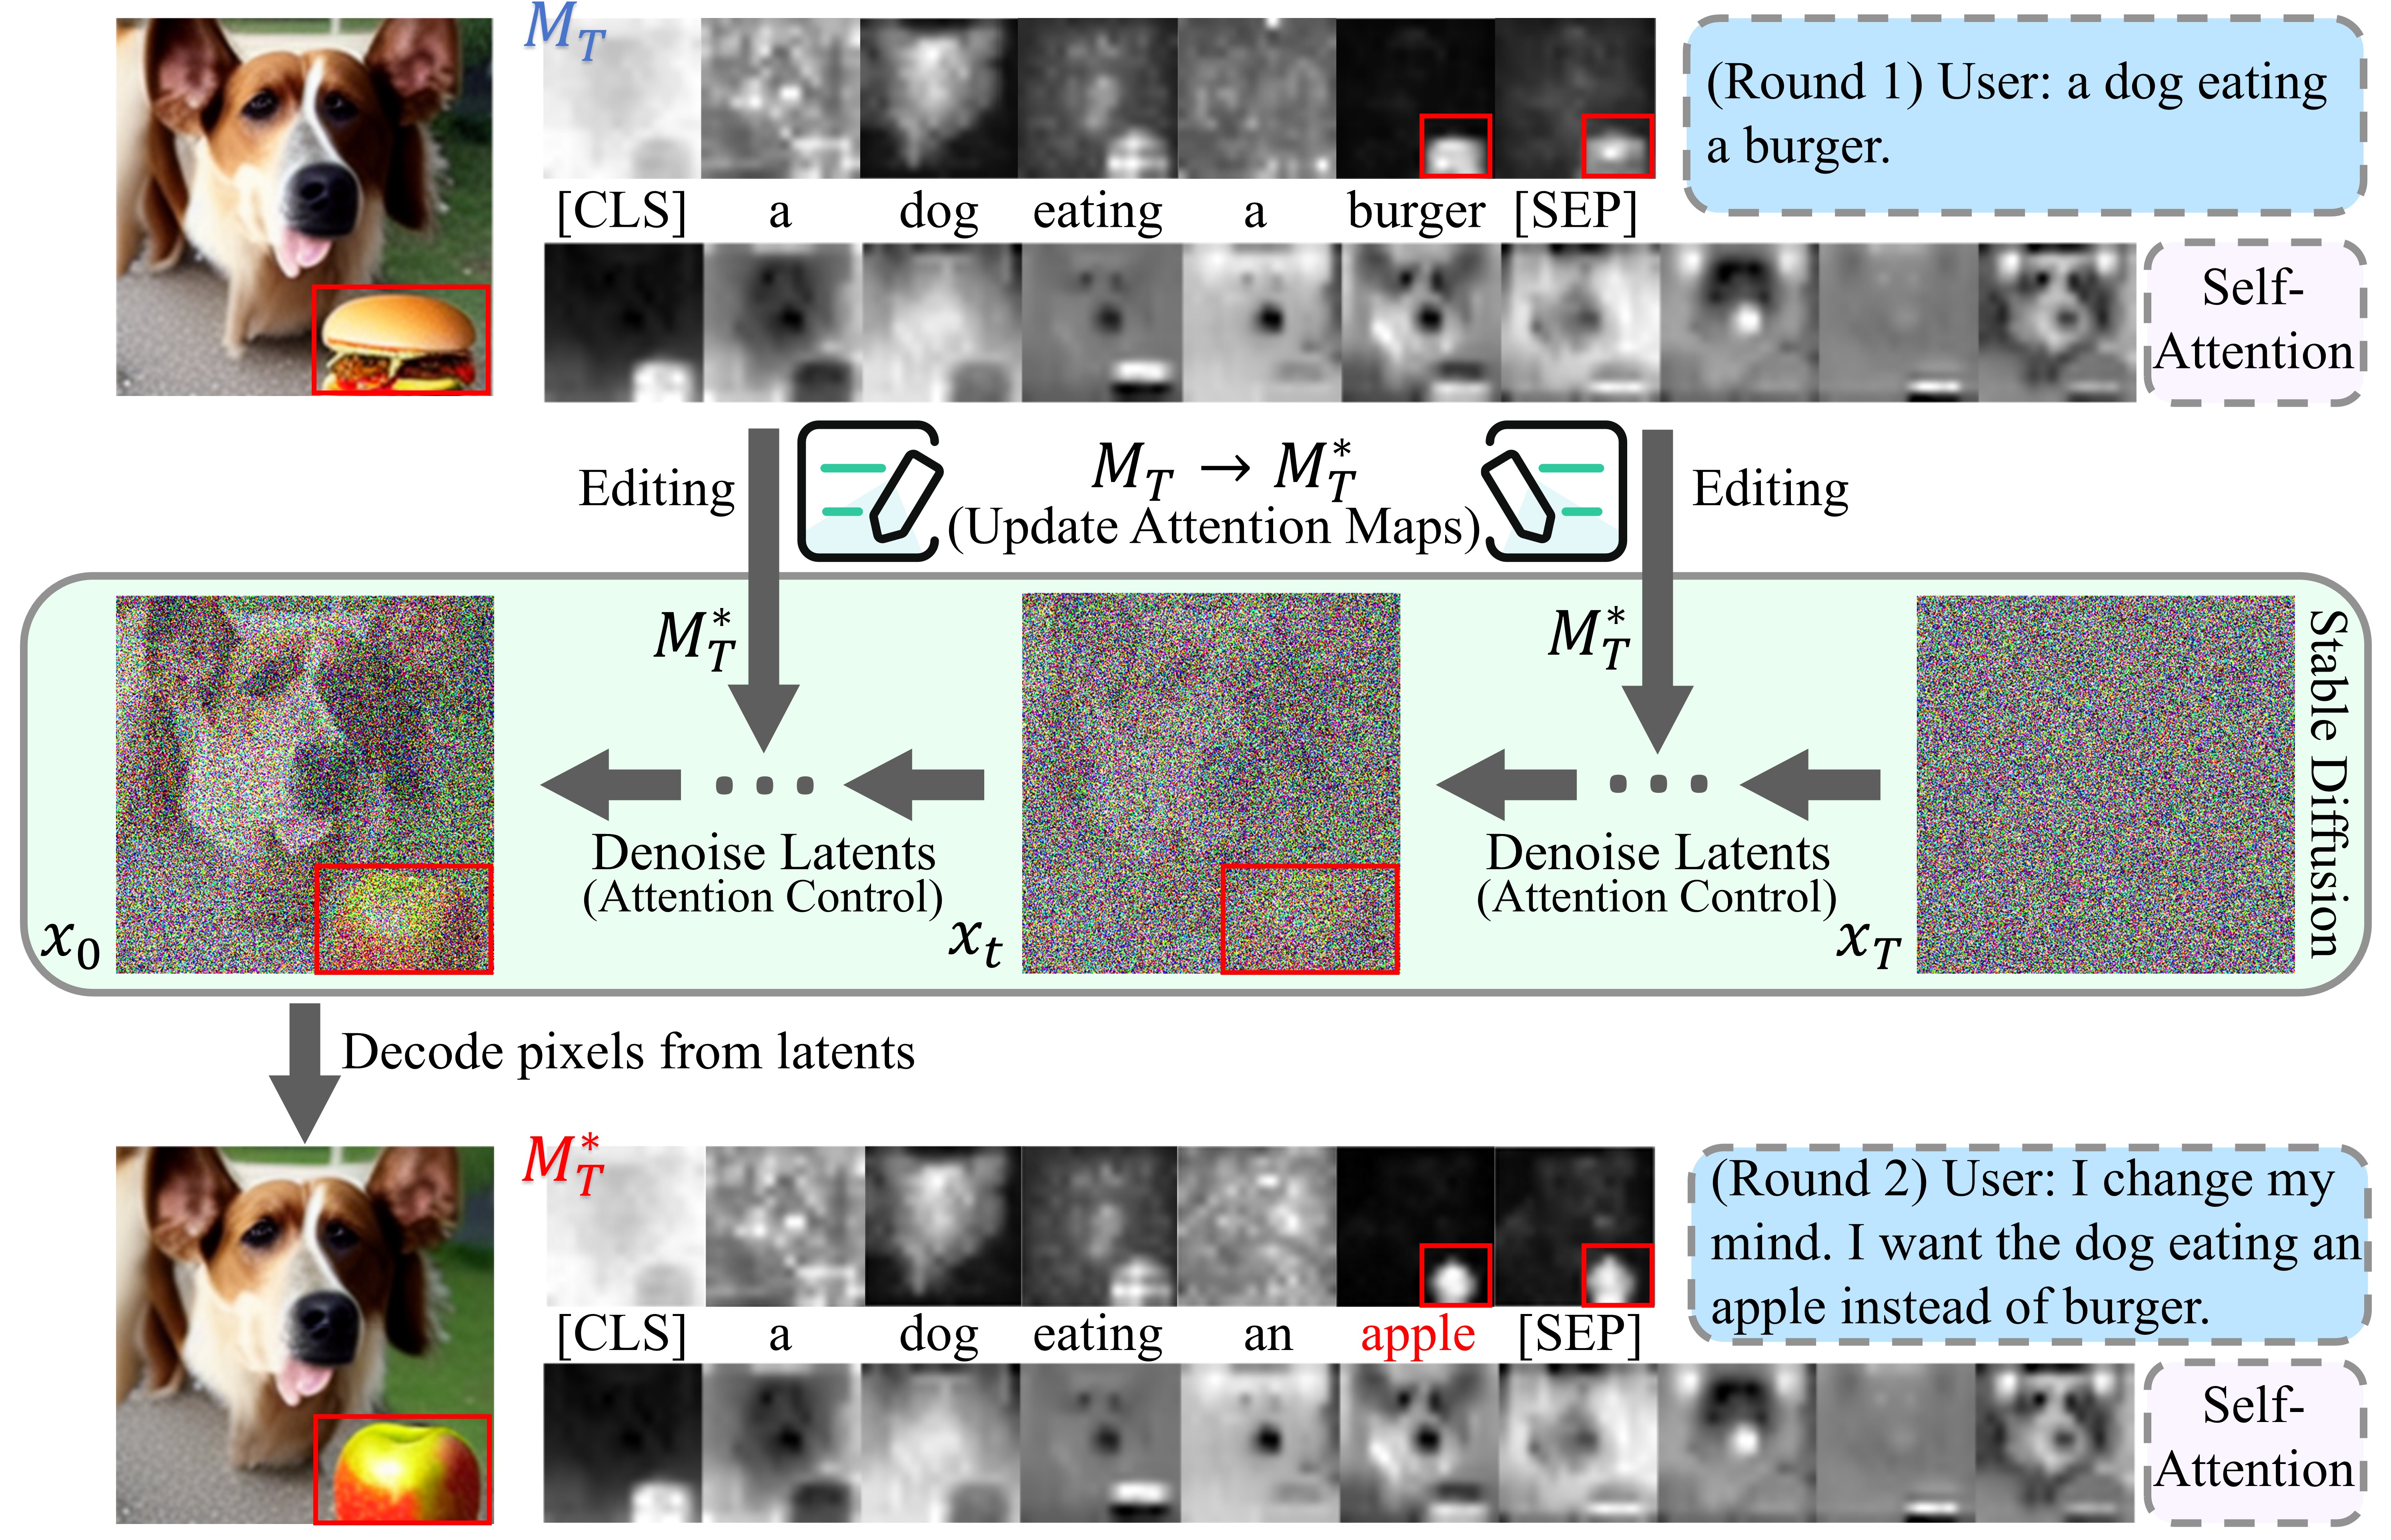 M_T
(Round 1) User: a dog eating
a burger.
[CLS] a dog eating a burger [SEP]
Self-
Attention
Editing
M_T → M_T^*
(Update Attention Maps)
Editing
M_T^*
M_T^*
Stable Diffusion
Denoise Latents
(Attention Control)
Denoise Latents
(Attention Control)
x_0
x_t
x_T
Decode pixels from latents
M_T^*
(Round 2) User: I change my
mind. I want the dog eating an
apple instead of burger.
[CLS] a dog eating an apple [SEP]
Self-
Attention